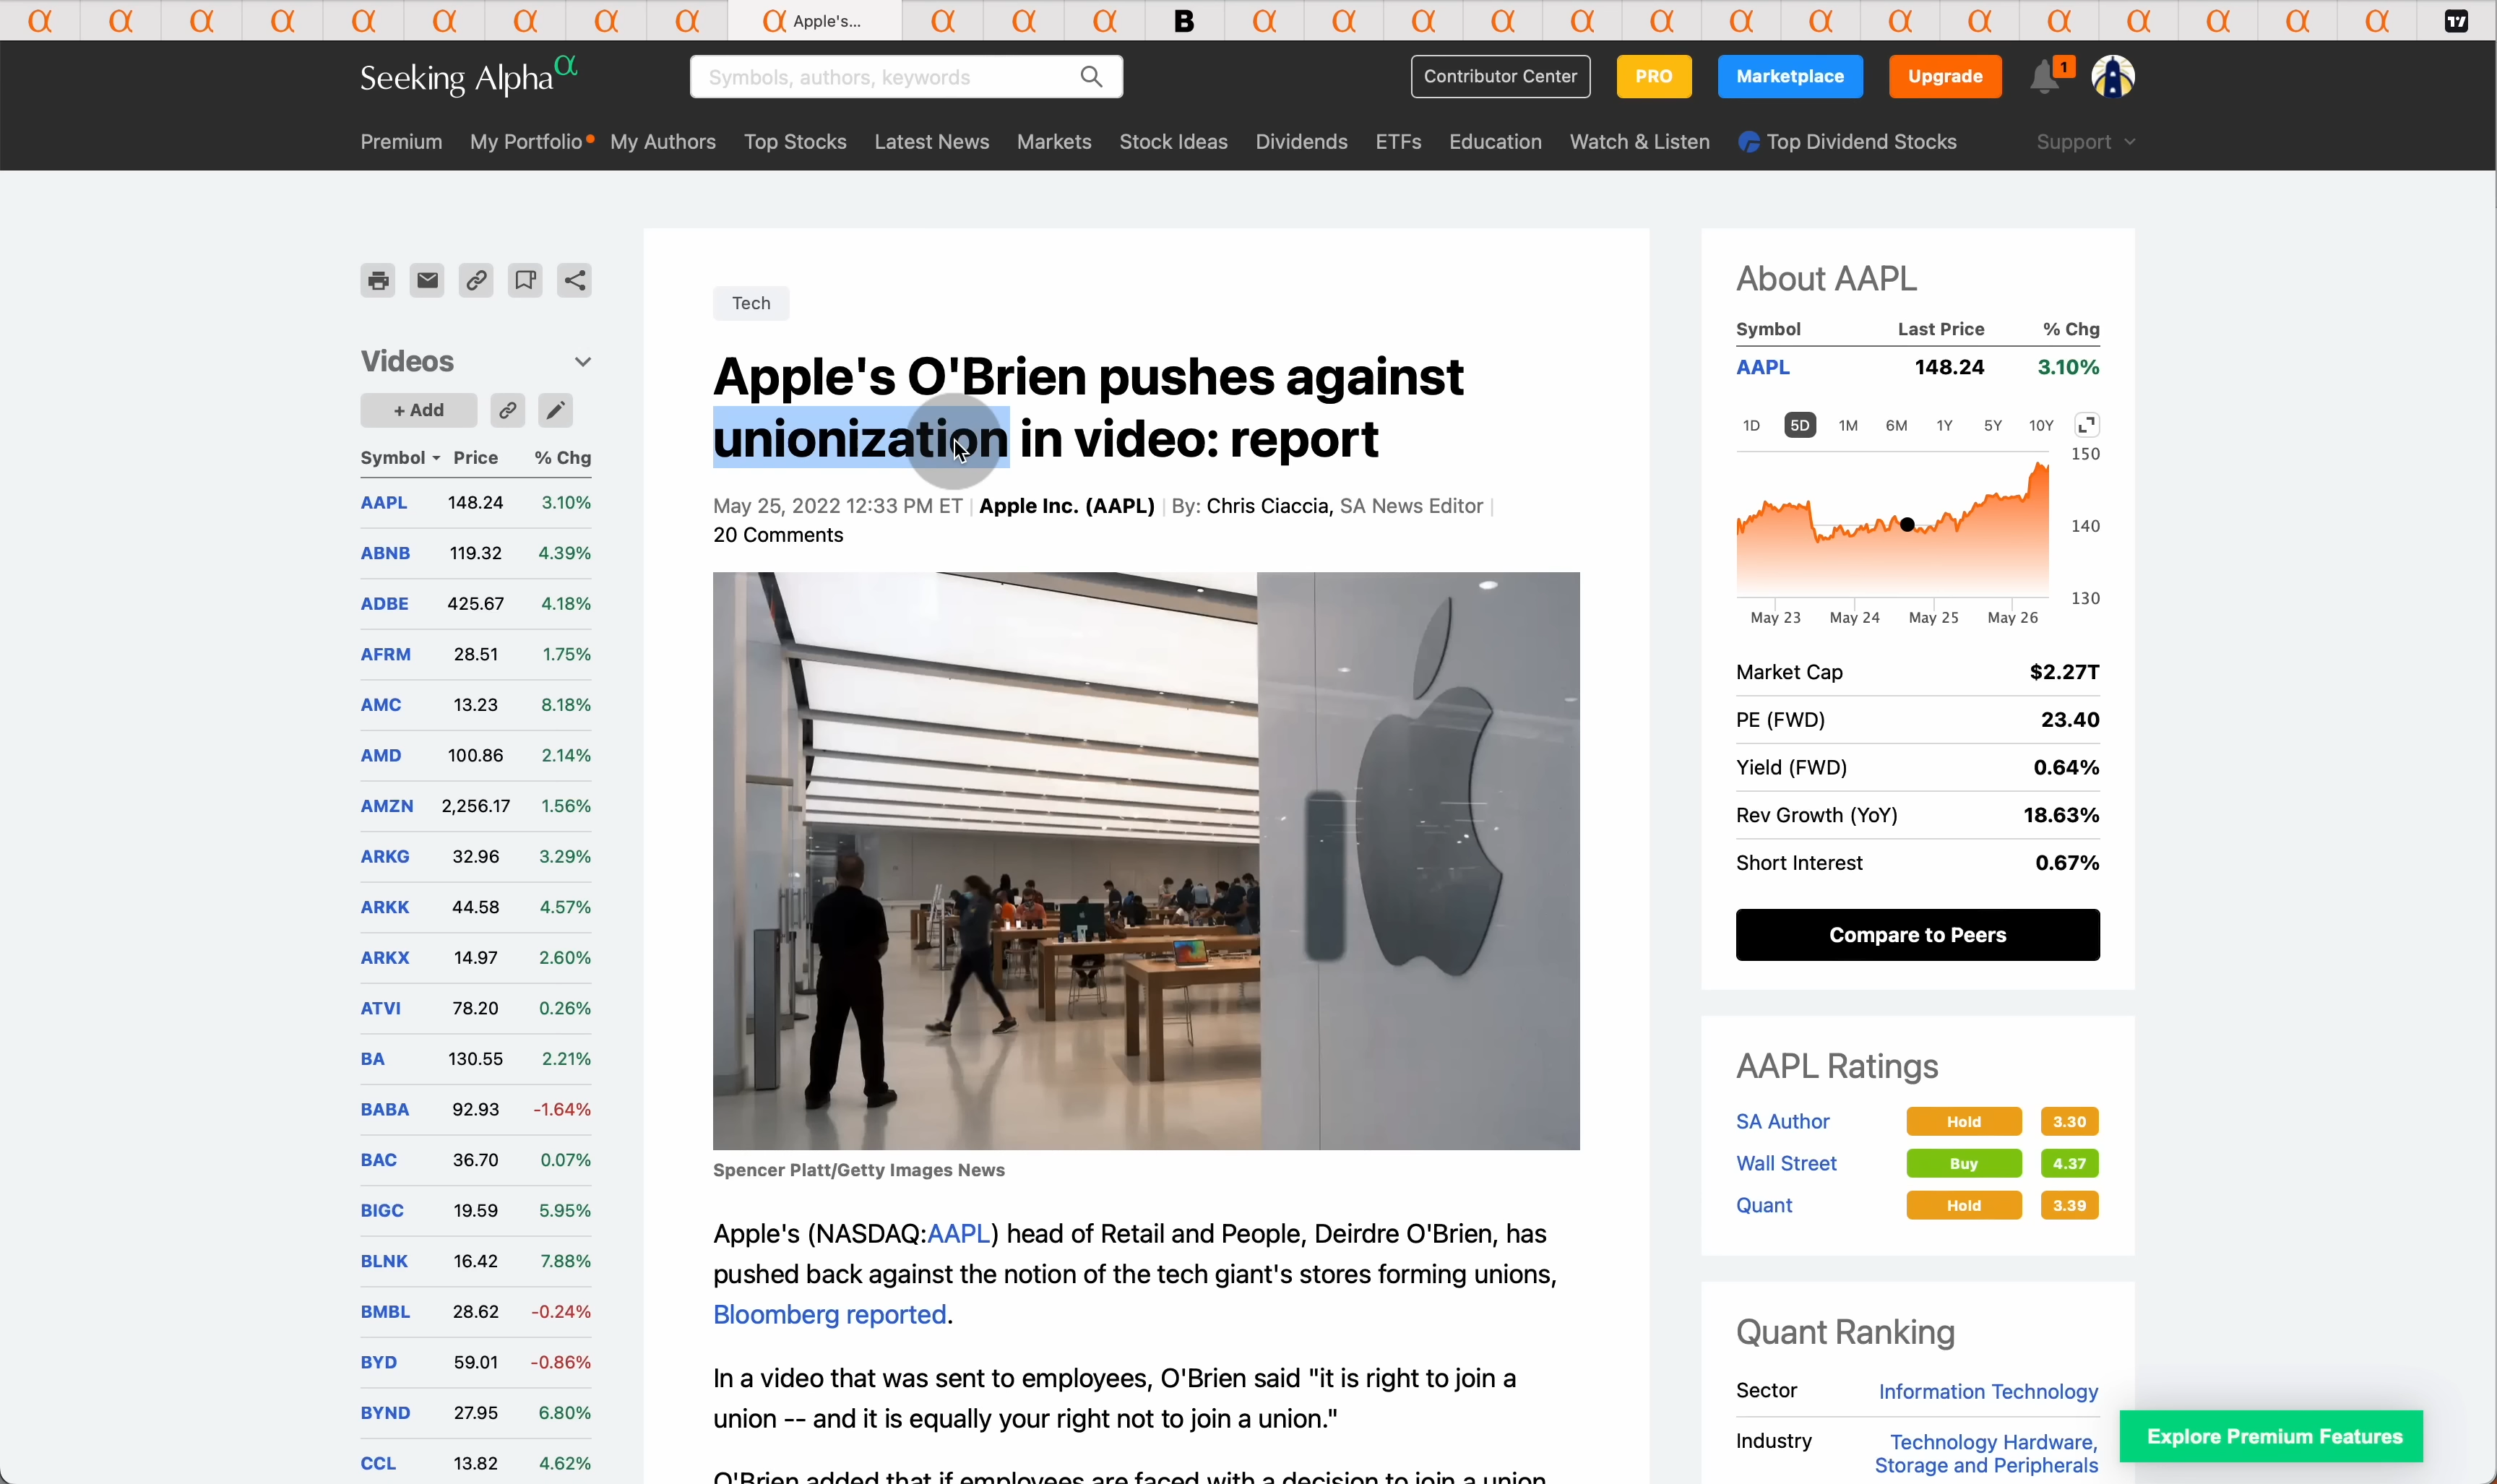 Apple's...
Seeking Alpha α
Symbols, authors, keywords
Contributor Center
PRO
Marketplace
Upgrade
1
Premium My Portfolio My Authors Top Stocks Latest News Markets Stock Ideas Dividends ETFs Education Watch & Listen Top Dividend Stocks Support
Videos
+ Add
Symbol Price % Chg
AAPL 148.24 3.10%
ABNB 119.32 4.39%
ADBE 425.67 4.18%
AFRM 28.51 1.75%
AMC 13.23 8.18%
AMD 100.86 2.14%
AMZN 2,256.17 1.56%
ARKG 32.96 3.29%
ARKK 44.58 4.57%
ARKX 14.97 2.60%
ATVI 78.20 0.26%
BA 130.55 2.21%
BABA 92.93 -1.64%
BAC 36.70 0.07%
BIGC 19.59 5.95%
BLNK 16.42 7.88%
BMBL 28.62 -0.24%
BYD 59.01 -0.86%
BYND 27.95 6.80%
CCL 13.82 4.62%
Tech
Apple's O'Brien pushes against
unionization in video: report
May 25, 2022 12:33 PM ET | Apple Inc. (AAPL) | By: Chris Ciaccia, SA News Editor |
20 Comments
Spencer Platt/Getty Images News
Apple's (NASDAQ:AAPL) head of Retail and People, Deirdre O'Brien, has
pushed back against the notion of the tech giant's stores forming unions,
Bloomberg reported.
In a video that was sent to employees, O'Brien said "it is right to join a
union -- and it is equally your right not to join a union."
O'Brien added that if employees are faced with a decision to join a union,
About AAPL
Symbol Last Price % Chg
AAPL 148.24 3.10%
1D 5D 1M 6M 1Y 5Y 10Y
150
140
130
May 23 May 24 May 25 May 26
Market Cap $2.27T
PE (FWD) 23.40
Yield (FWD) 0.64%
Rev Growth (YoY) 18.63%
Short Interest 0.67%
Compare to Peers
AAPL Ratings
SA Author Hold 3.30
Wall Street Buy 4.37
Quant Hold 3.39
Quant Ranking
Sector Information Technology
Industry Technology Hardware,
Storage and Peripherals
Explore Premium Features